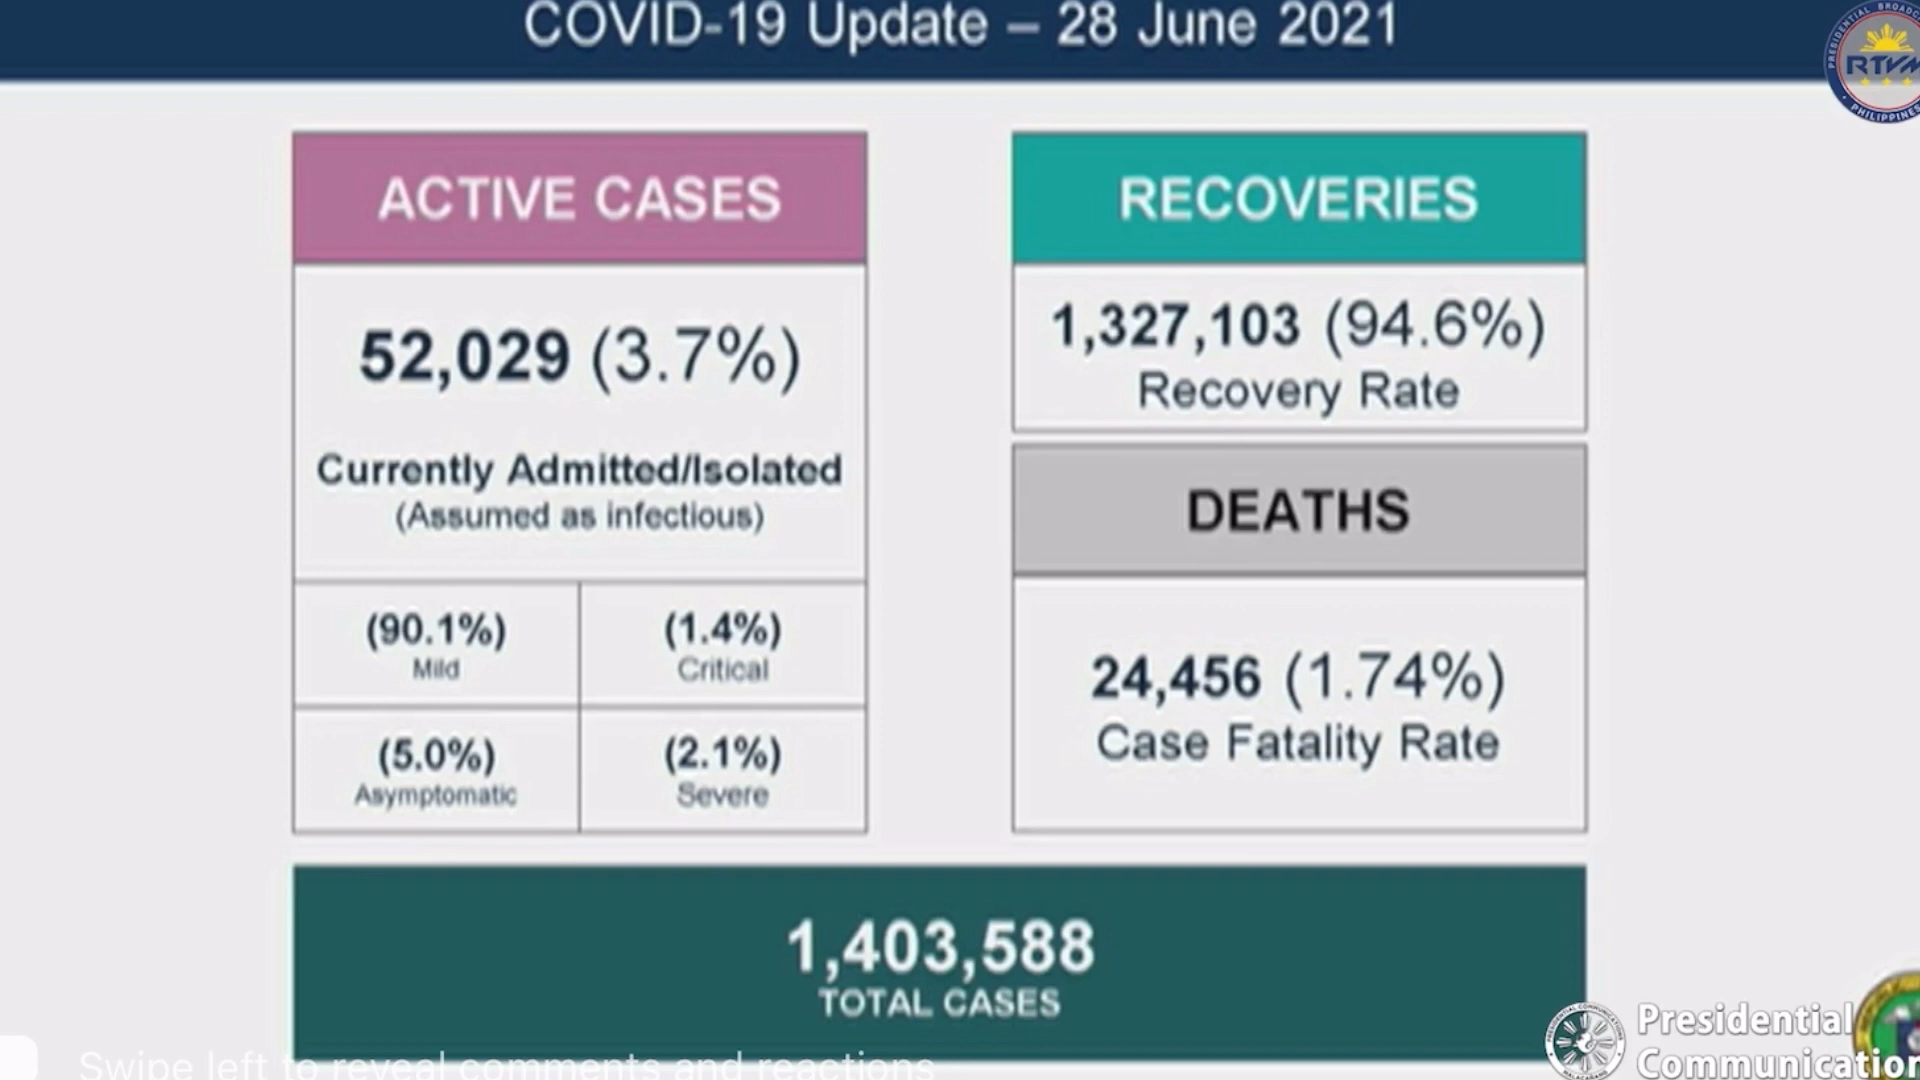 COVID-19 Update – 28 June 2021
RTVM
PHILIPPINES
ACTIVE CASES
52,029 (3.7%)
Currently Admitted/Isolated
(Assumed as infectious)
(90.1%)
Mild
(1.4%)
Critical
(5.0%)
Asymptomatic
(2.1%)
Severe
RECOVERIES
1,327,103 (94.6%)
Recovery Rate
DEATHS
24,456 (1.74%)
Case Fatality Rate
1,403,588
TOTAL CASES
Presidential
Communication
Swipe left to reveal comments and reactions